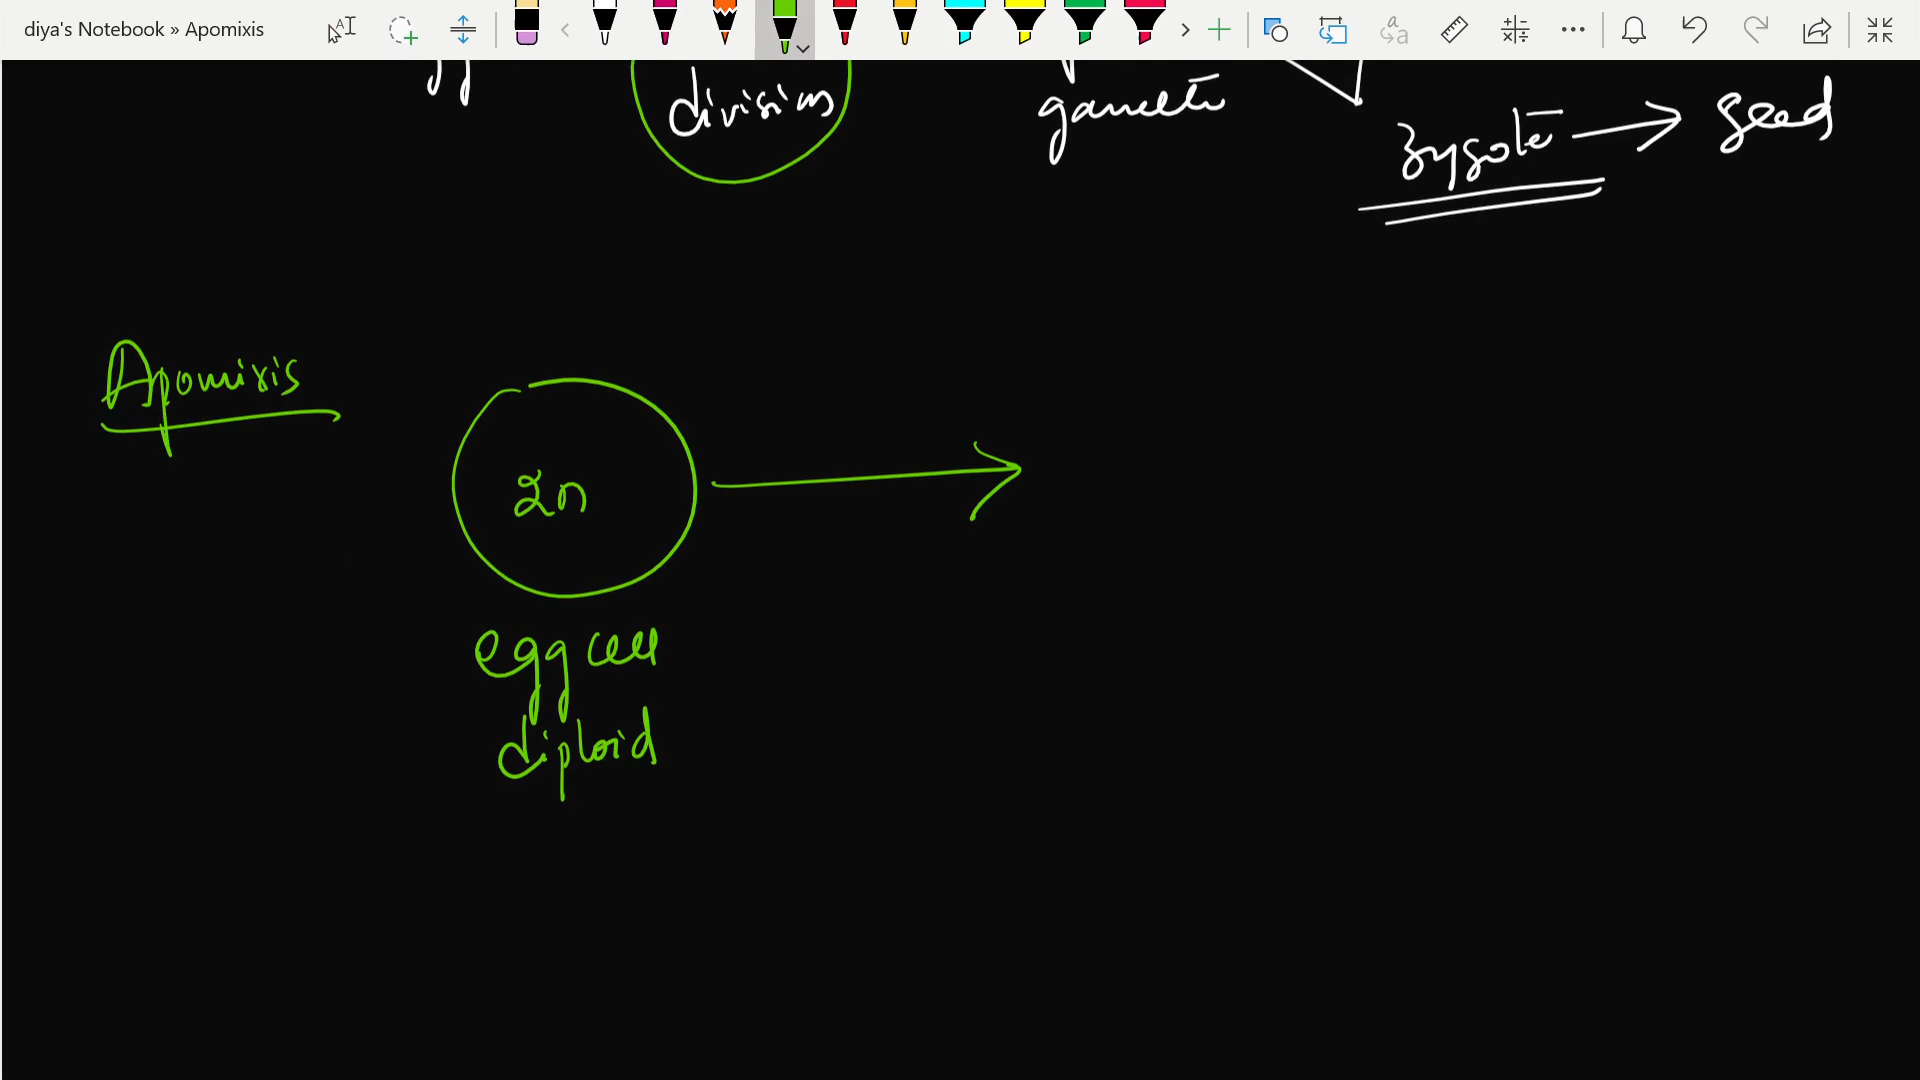 diya's Notebook » Apomixis
division
gamete
zygote → seed
Apomixis
2n
egg cell
diploid